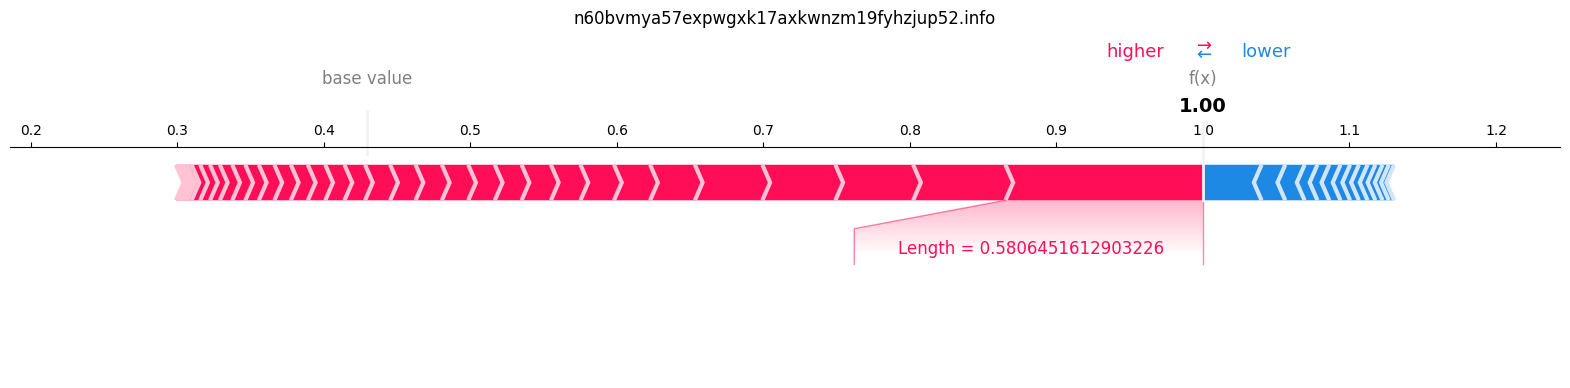 n60bvmya57expwgxk17axkwnzm19fyhzjup52.info
higher → ← lower
base value f(x)
1.00
0.2 0.3 0.4 0.5 0.6 0.7 0.8 0.9 1.0 1.1 1.2
Length = 0.5806451612903226